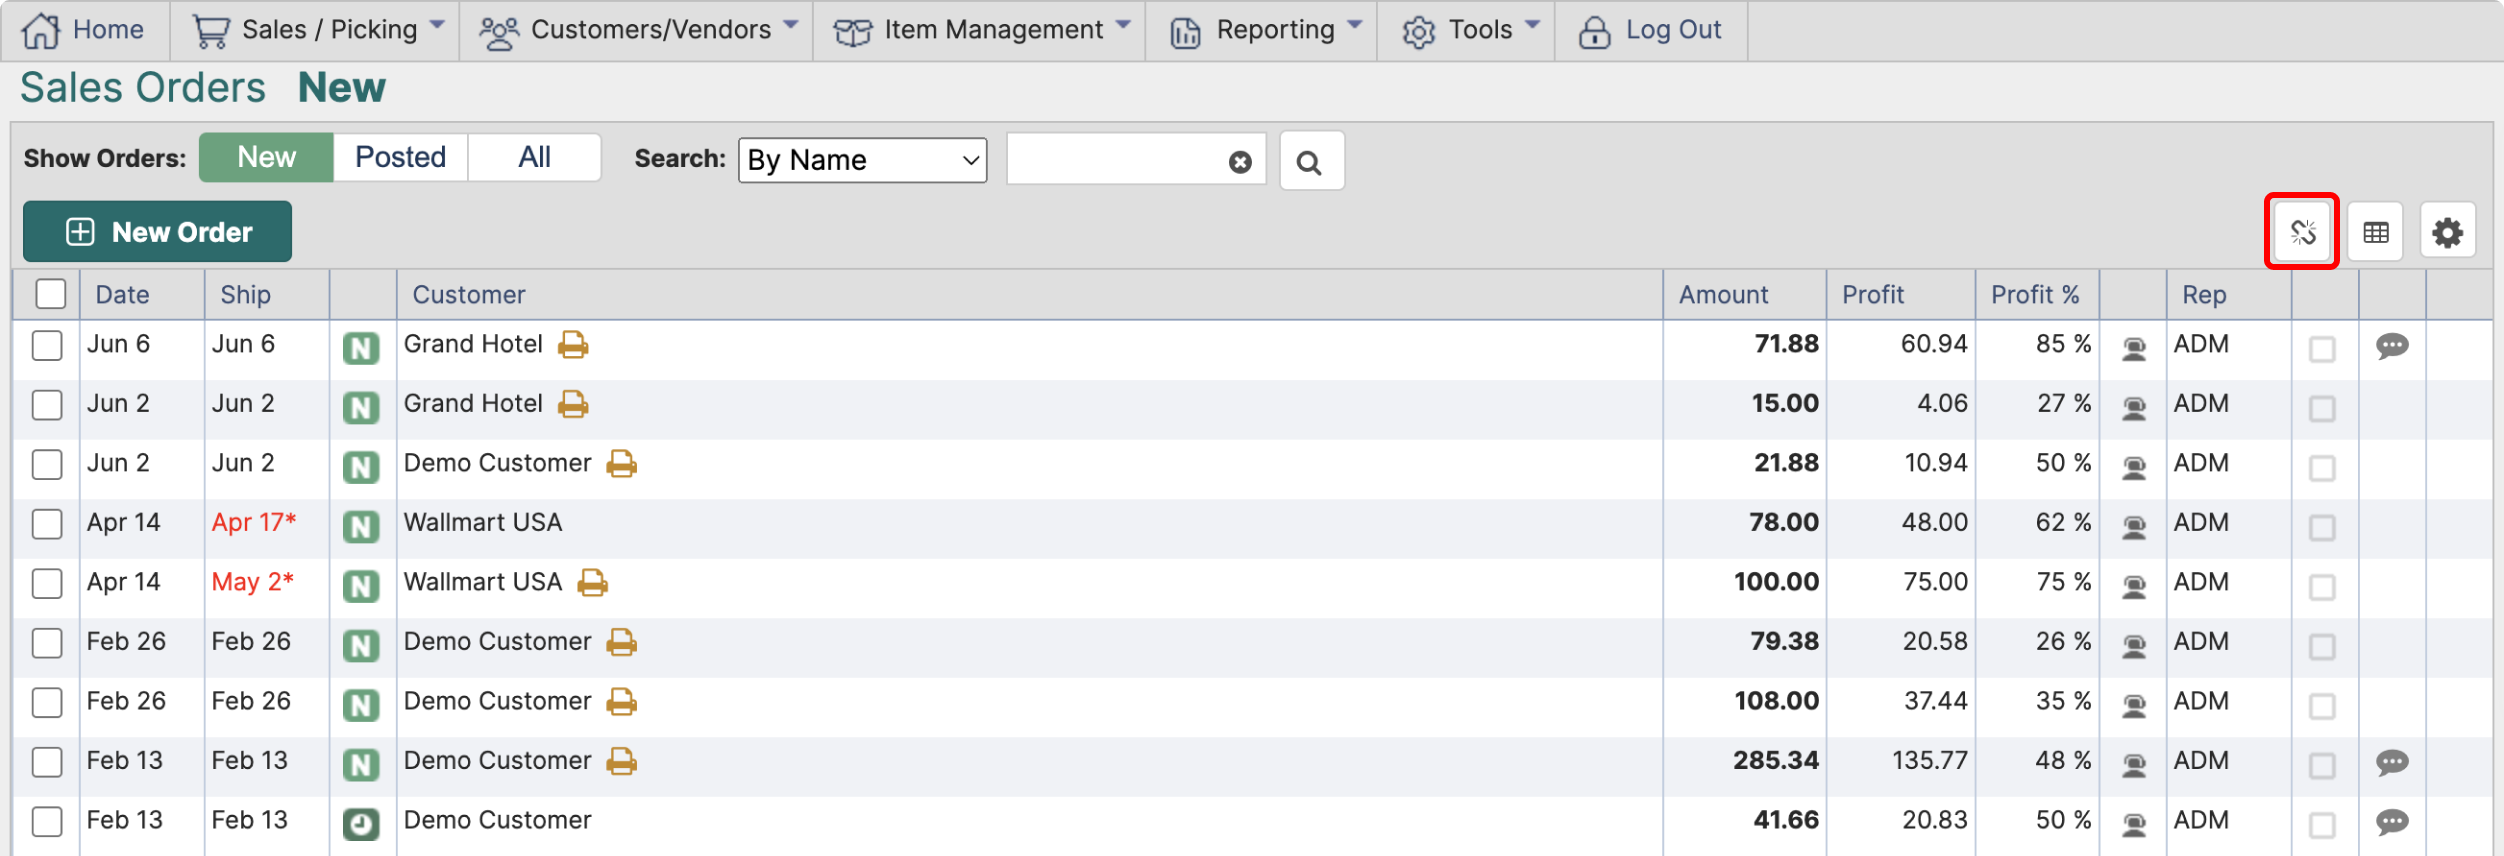 Home Sales / Picking Customers/Vendors Item Management Reporting Tools Log Out
Sales Orders New
Show Orders: New Posted All Search: By Name
New Order
Date Ship Customer Amount Profit Profit % Rep
Jun 6 Jun 6 N Grand Hotel 71.88 60.94 85 % ADM
Jun 2 Jun 2 N Grand Hotel 15.00 4.06 27 % ADM
Jun 2 Jun 2 N Demo Customer 21.88 10.94 50 % ADM
Apr 14 Apr 17* N Wallmart USA 78.00 48.00 62 % ADM
Apr 14 May 2* N Wallmart USA 100.00 75.00 75 % ADM
Feb 26 Feb 26 N Demo Customer 79.38 20.58 26 % ADM
Feb 26 Feb 26 N Demo Customer 108.00 37.44 35 % ADM
Feb 13 Feb 13 N Demo Customer 285.34 135.77 48 % ADM
Feb 13 Feb 13 Demo Customer 41.66 20.83 50 % ADM